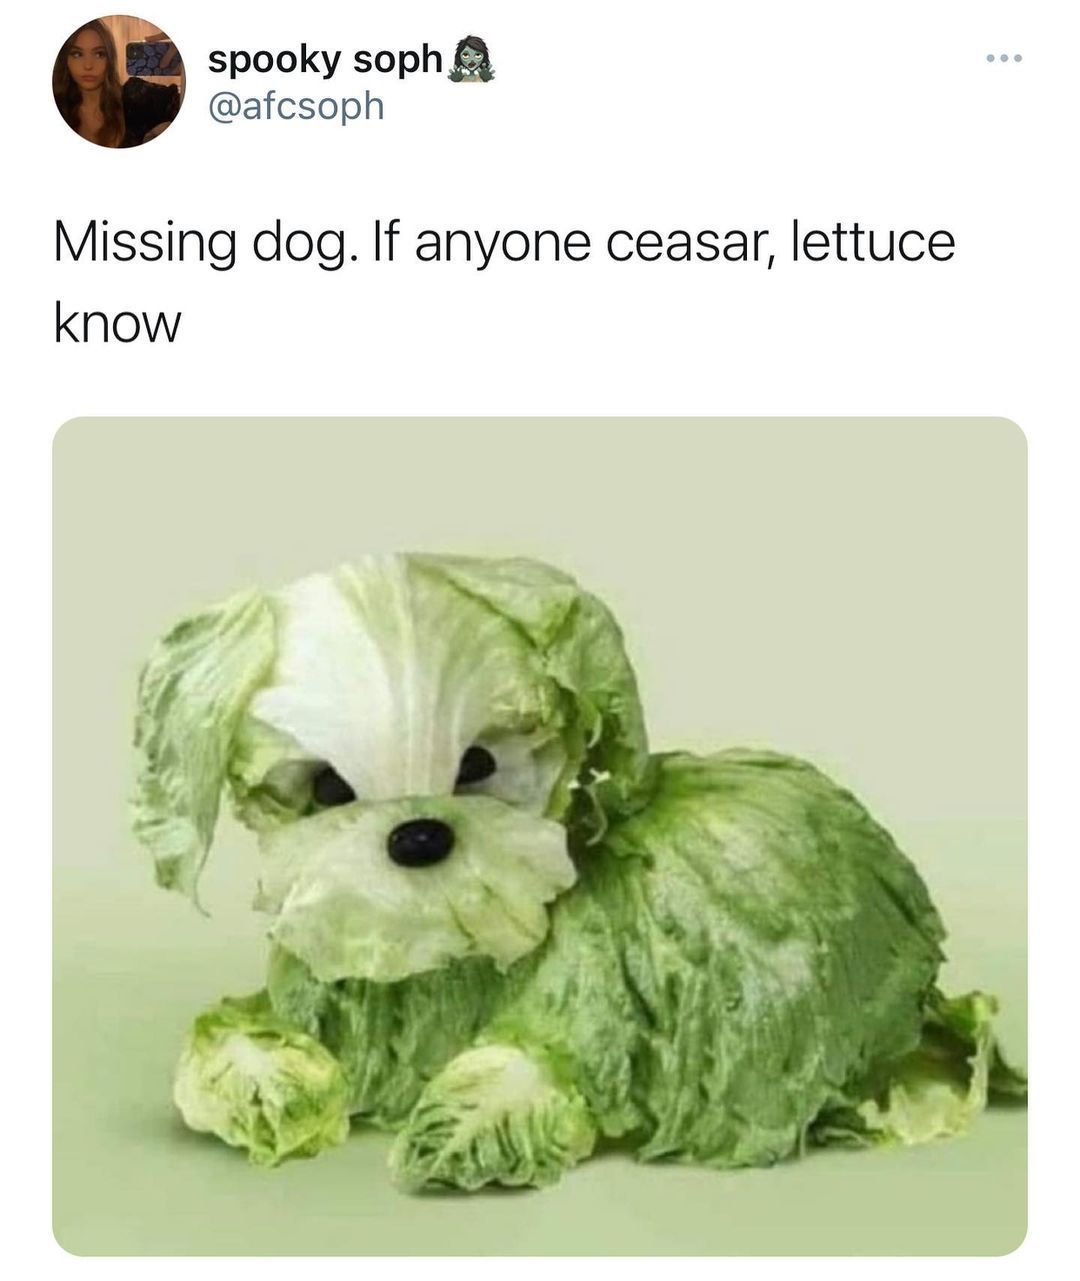 spooky soph🧟‍♀️
@afcsoph
Missing dog. If anyone ceasar, lettuce
know